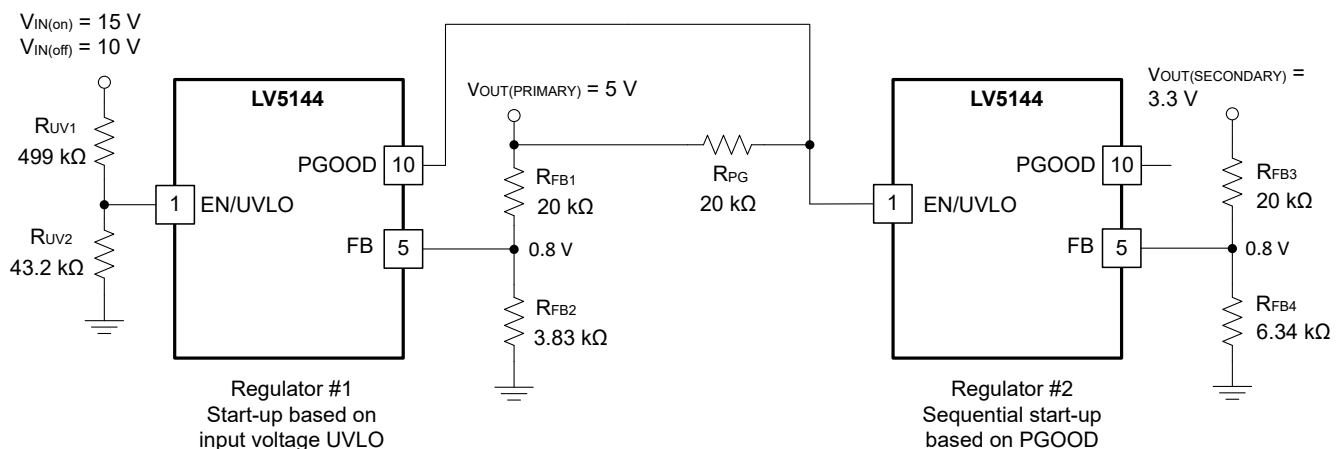 VIN(on) = 15 V
VIN(off) = 10 V
RUV1
499 kΩ
RUV2
43.2 kΩ
LV5144
PGOOD
10
1
EN/UVLO
FB
5
Regulator #1
Start-up based on
input voltage UVLO
VOUT(PRIMARY) = 5 V
RFB1
20 kΩ
0.8 V
RFB2
3.83 kΩ
RPG
20 kΩ
LV5144
PGOOD
10
1
EN/UVLO
FB
5
Regulator #2
Sequential start-up
based on PGOOD
VOUT(SECONDARY) =
3.3 V
RFB3
20 kΩ
0.8 V
RFB4
6.34 kΩ